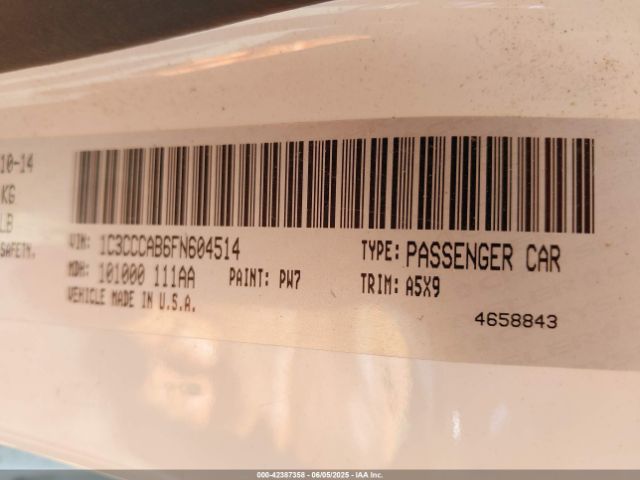 10-14
KG
LB
SAFETY.
VIN: 1C3CCCAB6FN604514
TYPE: PASSENGER CAR
MDH: 101000 111AA
PAINT: PW7
TRIM: A5X9
VEHICLE MADE IN U.S.A.
4658843
000-42387358 - 06/05/2025 - IAA Inc.